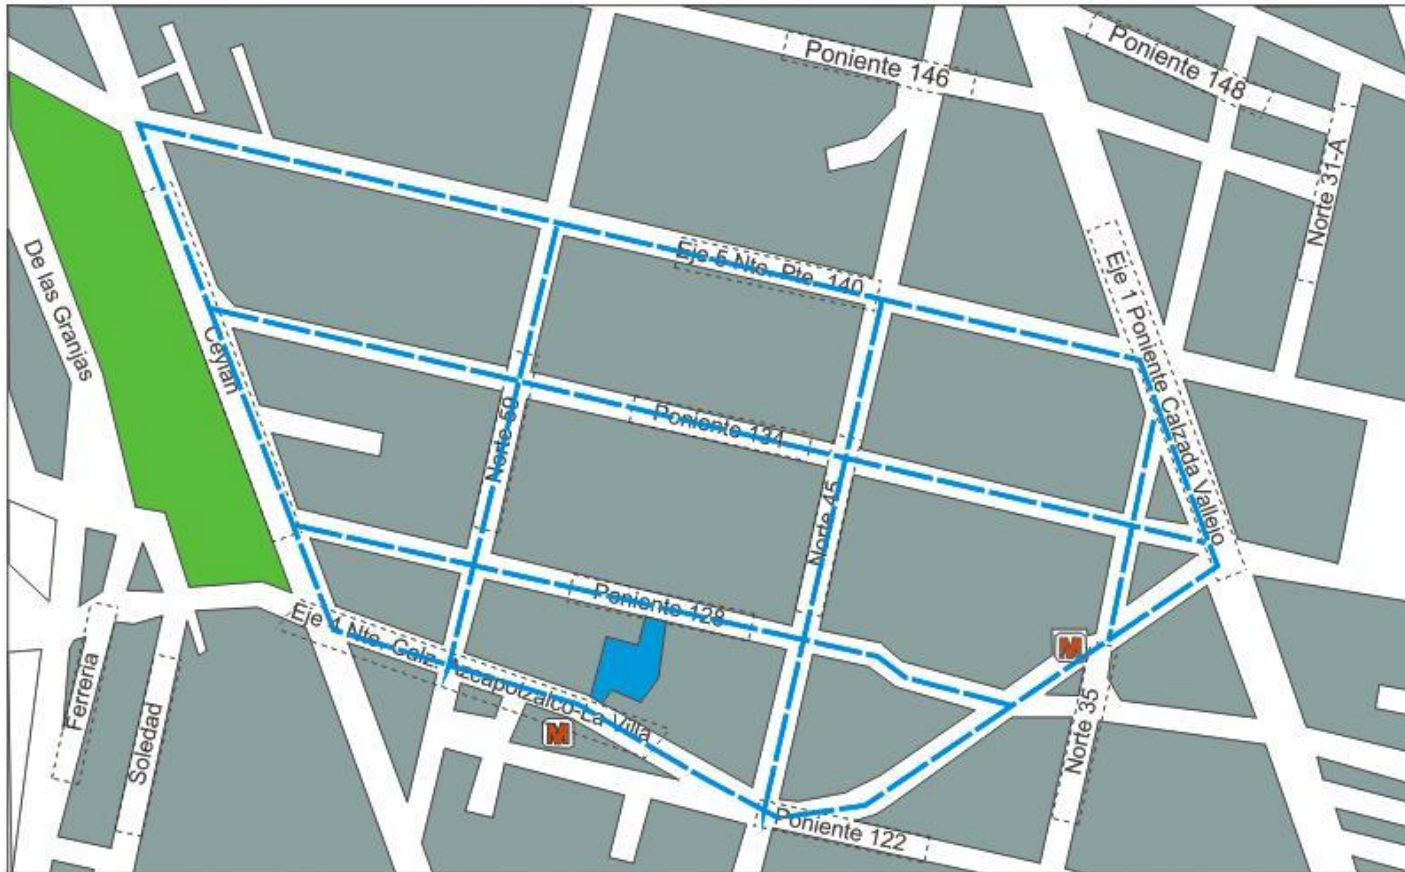 Poniente 146
Poniente 148
Norte 31-A
De las Granjas
Eje 5 Nte. Pte. 140
Eje 1 Poniente Calzada Vallejo
Ceylan
Norte 59
Poniente 134
Norte 45
Poniente 128
Eje 4 Nte. Calz. Azcapotzalco-La Villa
M
M
Ferreria
Soledad
Norte 35
Poniente 122